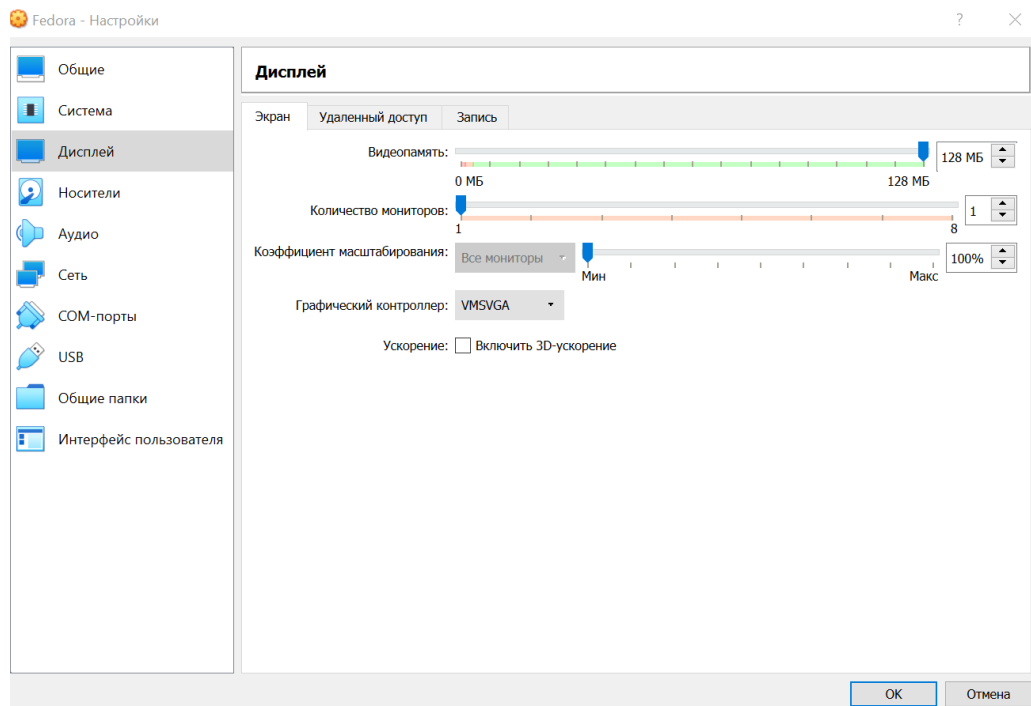 Fedora - Настройки
?
Общие
Система
Дисплей
Носители
Аудио
Сеть
COM-порты
USB
Общие папки
Интерфейс пользователя
Дисплей
Экран Удаленный доступ Запись
Видеопамять: 128 МБ
0 МБ 128 МБ
Количество мониторов: 1
1 8
Коэффициент масштабирования: Все мониторы 100%
Мин Макс
Графический контроллер: VMSVGA
Ускорение: Включить 3D-ускорение
OK Отмена